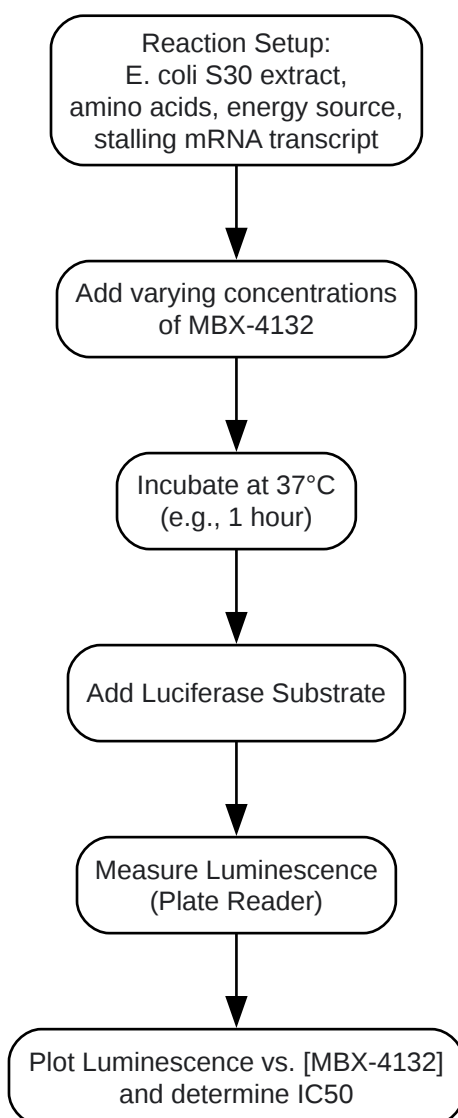 Reaction Setup:
E. coli S30 extract,
amino acids, energy source,
stalling mRNA transcript
Add varying concentrations
of MBX-4132
Incubate at 37°C
(e.g., 1 hour)
Add Luciferase Substrate
Measure Luminescence
(Plate Reader)
Plot Luminescence vs. [MBX-4132]
and determine IC50